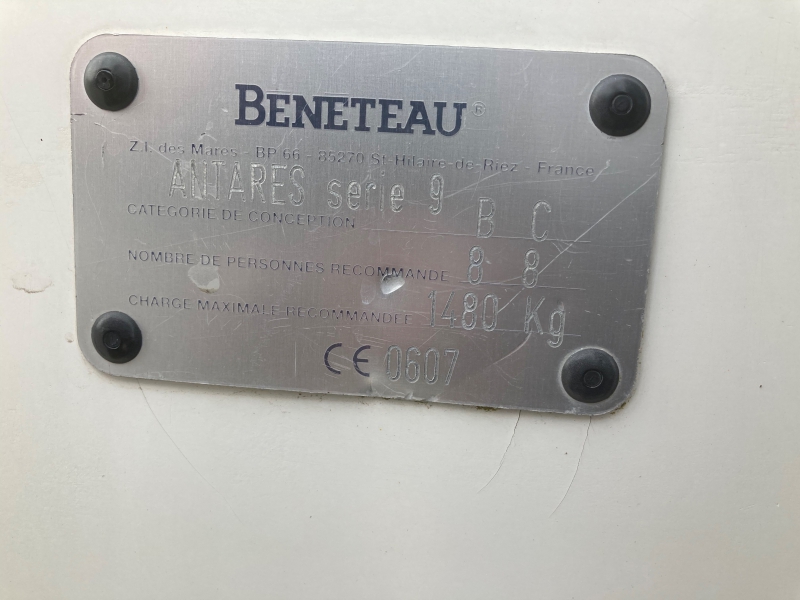 BENETEAU®
Z.I. des Mares - BP 66 - 85270 St-Hilaire-de-Riez - France
ANTARES serie 9
CATEGORIE DE CONCEPTION B C
NOMBRE DE PERSONNES RECOMMANDE 8 8
CHARGE MAXIMALE RECOMMANDEE 1480 Kg
CE 0607